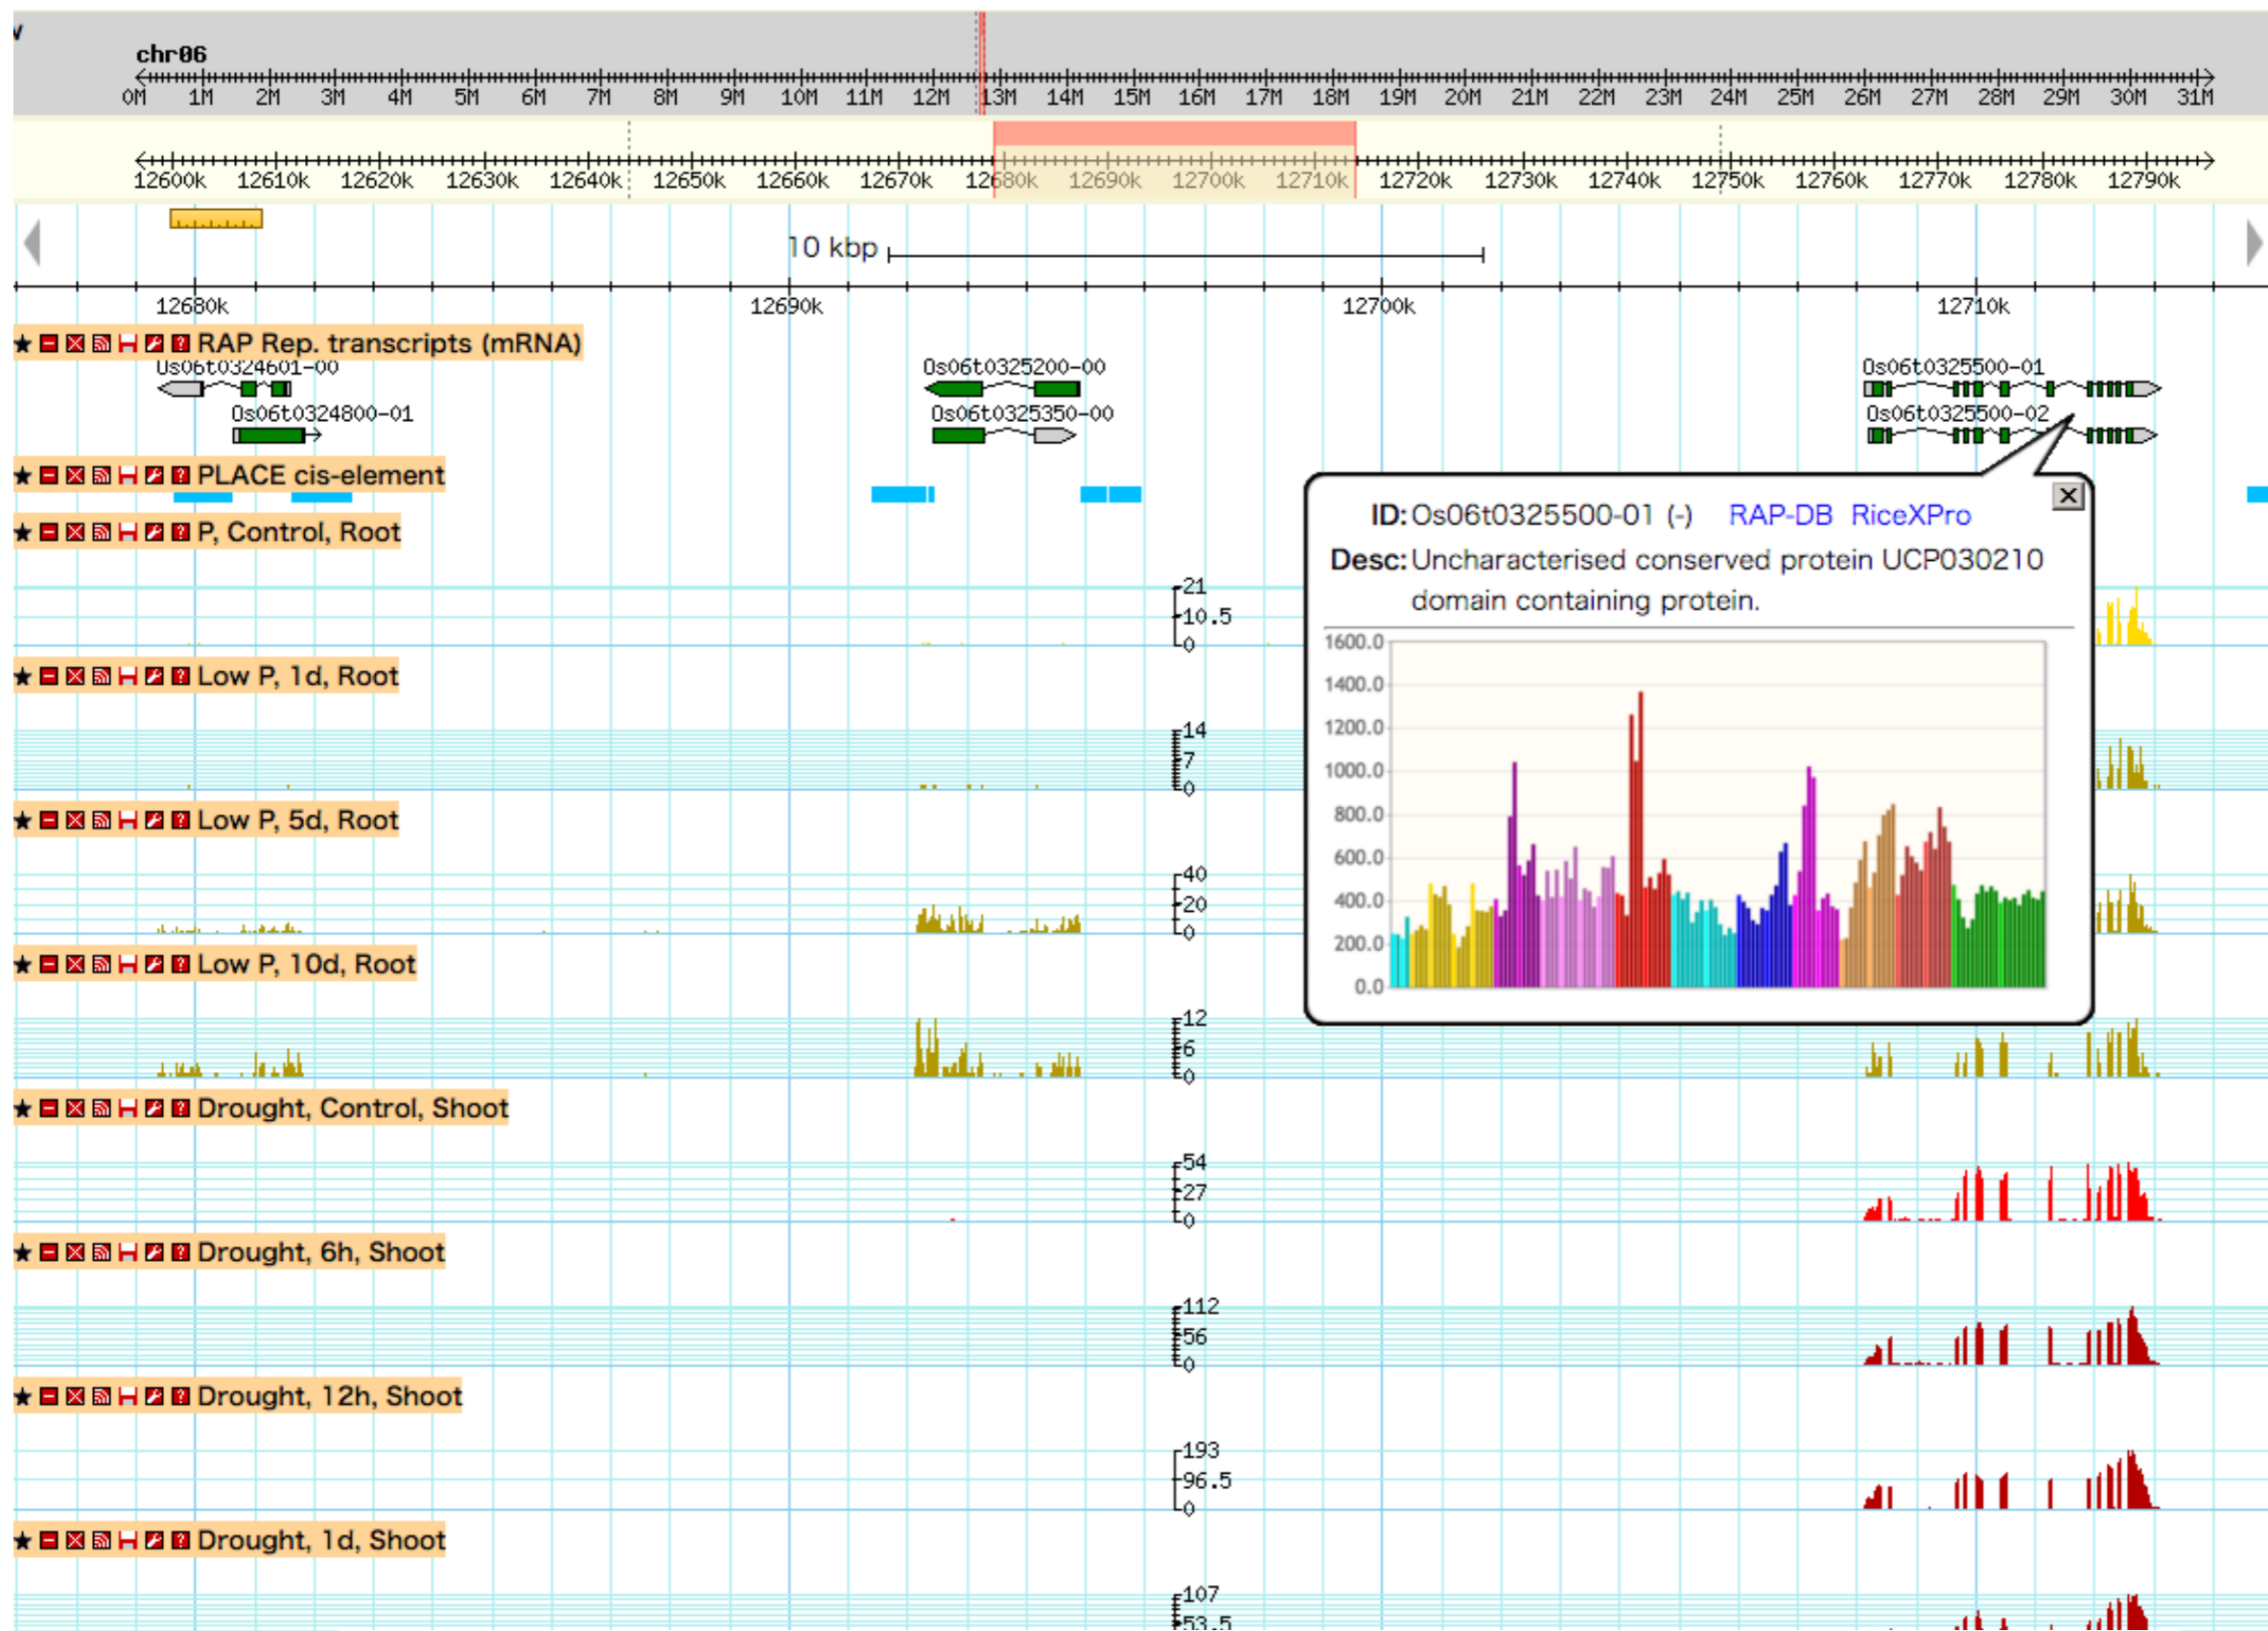 chr06
0M 1M 2M 3M 4M 5M 6M 7M 8M 9M 10M 11M 12M 13M 14M 15M 16M 17M 18M 19M 20M 21M 22M 23M 24M 25M 26M 27M 28M 29M 30M 31M
12600k 12610k 12620k 12630k 12640k 12650k 12660k 12670k 12680k 12690k 12700k 12710k 12720k 12730k 12740k 12750k 12760k 12770k 12780k 12790k
10 kbp
12680k 12690k 12700k 12710k
RAP Rep. transcripts (mRNA)
Os06t0324601-00 Os06t0325200-00 Os06t0325500-01
Os06t0324800-01 Os06t0325350-00 Os06t0325500-02
PLACE cis-element
ID: Os06t0325500-01 (-) RAP-DB RiceXPro
Desc: Uncharacterised conserved protein UCP030210
domain containing protein.
1600.0
1400.0
1200.0
1000.0
800.0
600.0
400.0
200.0
0.0
P, Control, Root
21
10.5
0
Low P, 1d, Root
14
7
0
Low P, 5d, Root
40
20
0
Low P, 10d, Root
12
6
0
Drought, Control, Shoot
54
27
0
Drought, 6h, Shoot
112
56
0
Drought, 12h, Shoot
193
96.5
0
Drought, 1d, Shoot
107
53.5